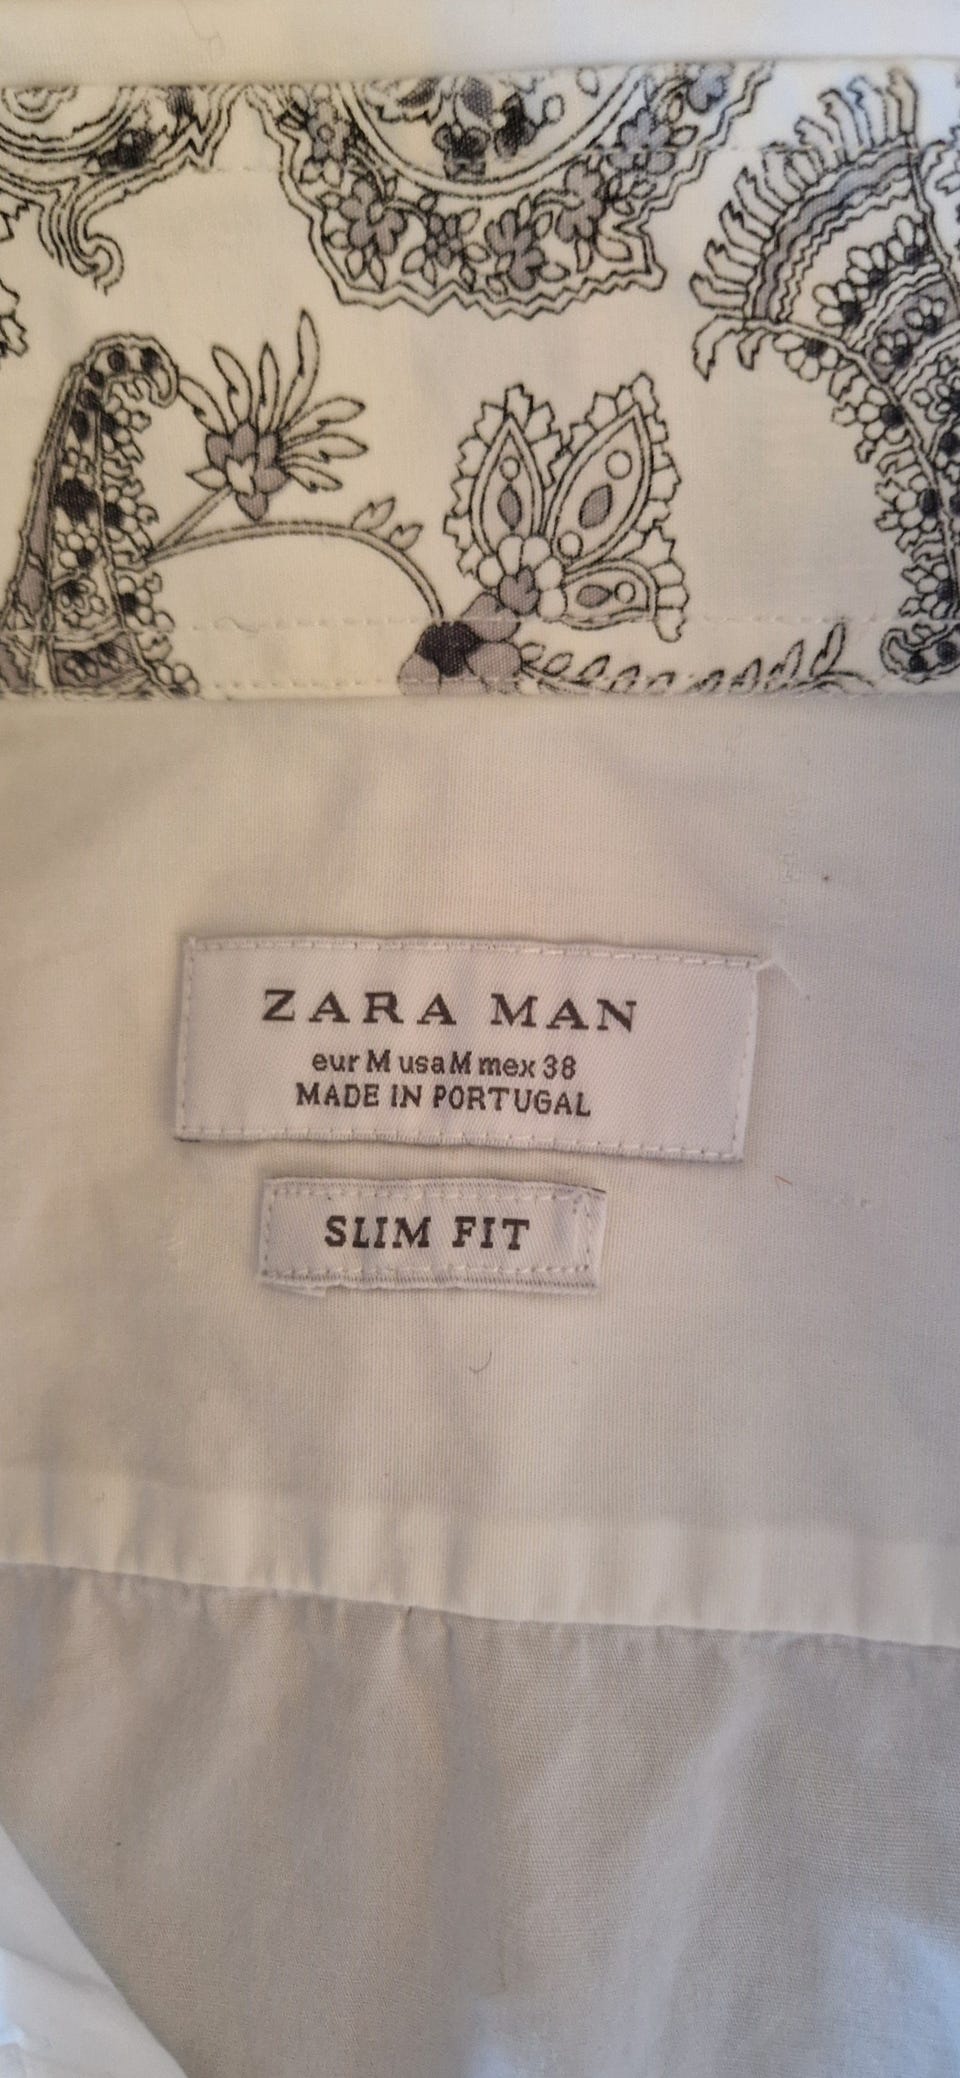 ZARA MAN
eur M usa M mex 38
MADE IN PORTUGAL
SLIM FIT